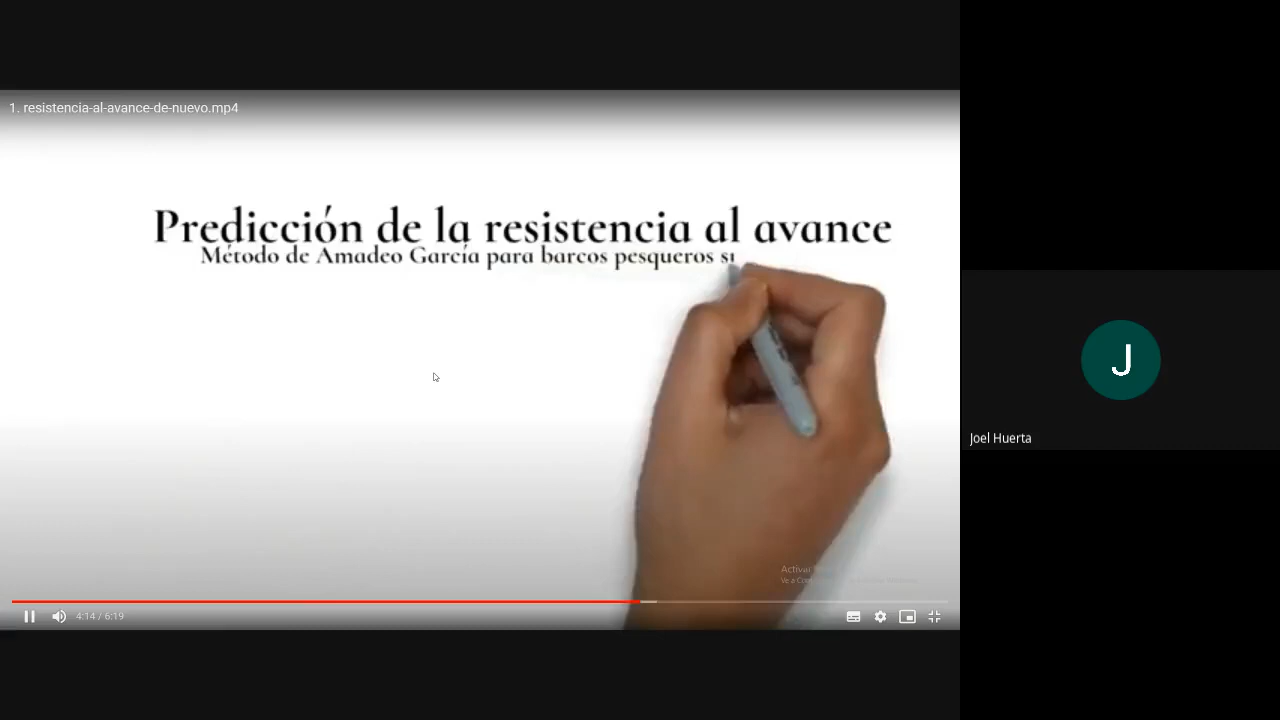 1. resistencia-al-avance-de-nuevo.mp4
Predicción de la resistencia al avance
Método de Amadeo García para barcos pesqueros
J
Joel Huerta
Activar
4:14 / 6:19